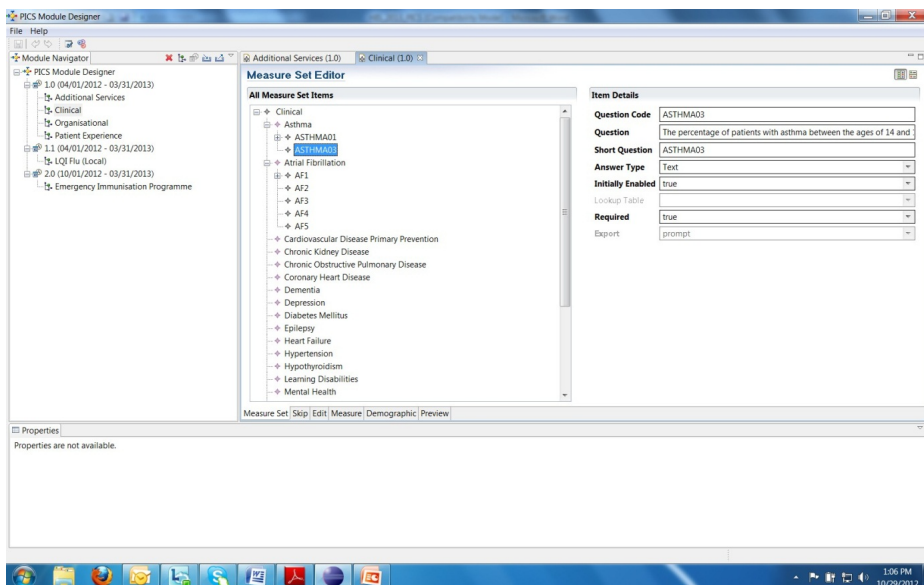 PICS Module Designer
File Help
Module Navigator
PICS Module Designer
1.0 (04/01/2012 - 03/31/2013)
Additional Services
Clinical
Organisational
Patient Experience
1.1 (04/01/2012 - 03/31/2013)
LQI Flu (Local)
2.0 (10/01/2012 - 03/31/2013)
Emergency Immunisation Programme
Additional Services (1.0) Clinical (1.0)
Measure Set Editor
All Measure Set Items
Clinical
Asthma
ASTHMA01
ASTHMA03
Atrial Fibrillation
AF1
AF2
AF3
AF4
AF5
Cardiovascular Disease Primary Prevention
Chronic Kidney Disease
Chronic Obstructive Pulmonary Disease
Coronary Heart Disease
Dementia
Depression
Diabetes Mellitus
Epilepsy
Heart Failure
Hypertension
Hypothyroidism
Learning Disabilities
Mental Health
Measure Set Skip Edit Measure Demographic Preview
Item Details
Question Code ASTHMA03
Question The percentage of patients with asthma between the ages of 14 and
Short Question ASTHMA03
Answer Type Text
Initially Enabled true
Lookup Table
Required true
Export prompt
Properties
Properties are not available.
1:06 PM
10/29/2012